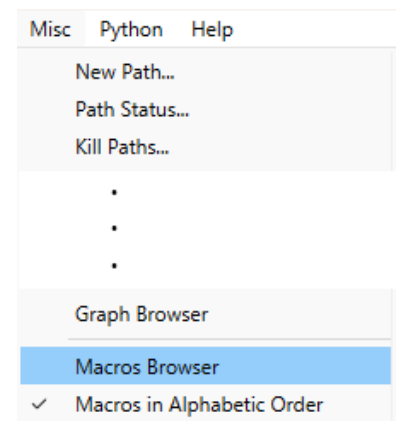 Misc Python Help
New Path...
Path Status...
Kill Paths...
Graph Browser
Macros Browser
✓ Macros in Alphabetic Order